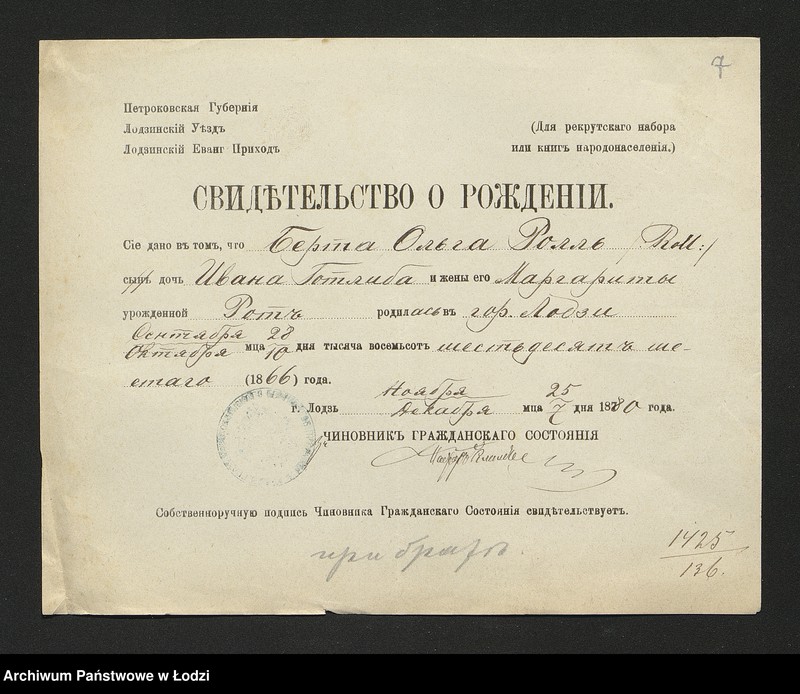 7
Петроковская Губернія
Лодзинскій Уѣздъ
Лодзинскій Еванг Приходъ
(Для рекрутскаго набора
или книгъ народонаселенія.)
СВИДѢТЕЛЬСТВО О РОЖДЕНІИ.
Сіе дано въ томъ, что Берта Ольга Ролль
сынъ дочь Ивана Готлиба и жены его Маргариты
урожденной Ротъ родилась въ гор. Лодзи
Сентября 28
Октября мца 10 дня тысяча восемьсотъ шестьдесятъ ше-
стаго (1866) года.
Ноября 25
г. Лодзь Декабря мца 7 дня 1880 года.
ЧИНОВНИКЪ ГРАЖДАНСКАГО СОСТОЯНІЯ
Собственноручную подпись Чиновника Гражданскаго Состоянія свидѣтельствуетъ.
при братѣ.
1425
136.
Archiwum Państwowe w Łodzi